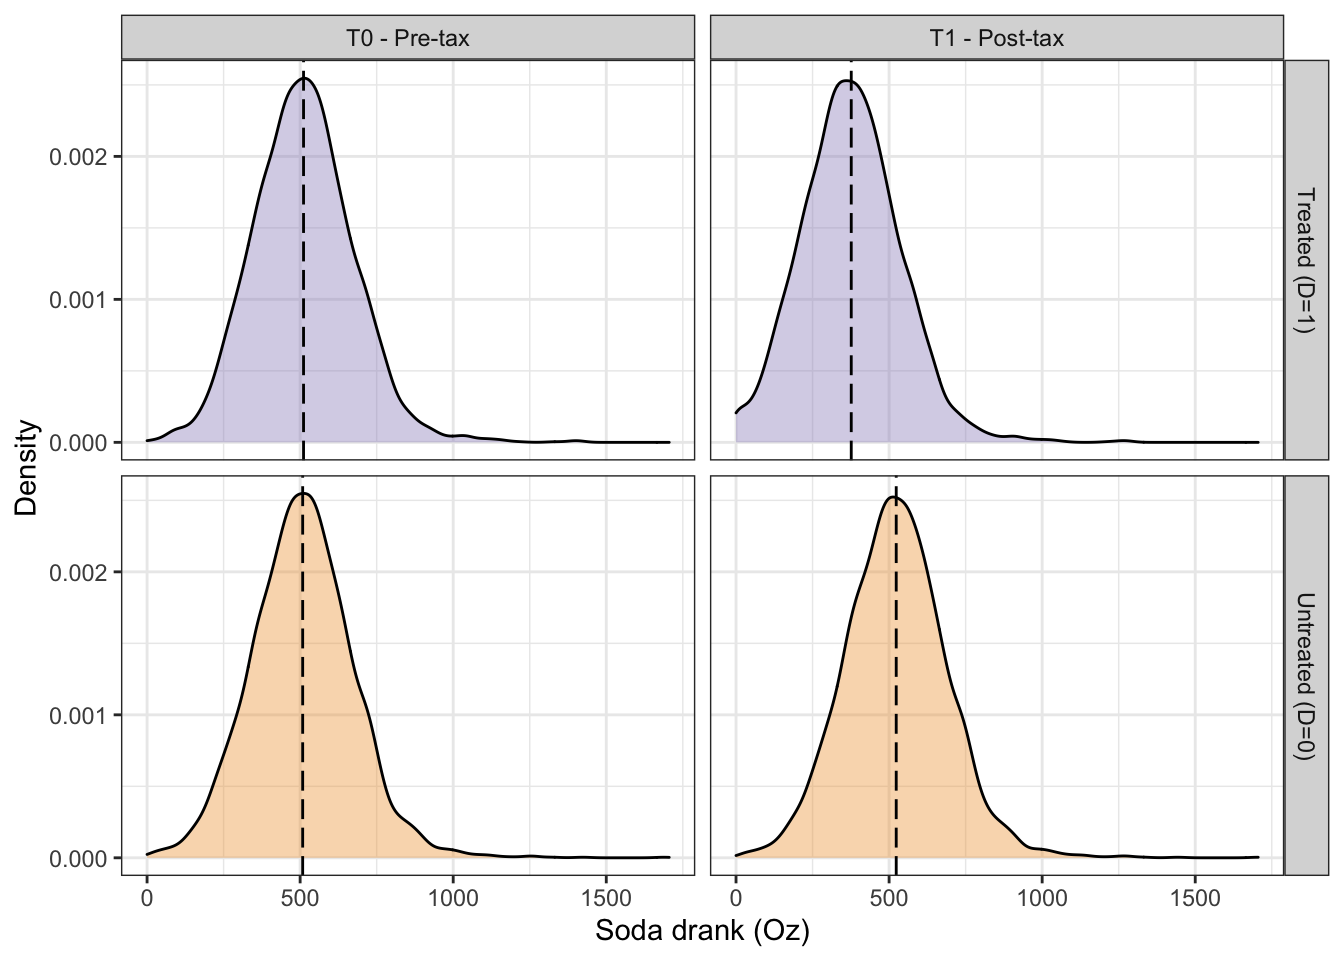 T0 - Pre-tax
T1 - Post-tax
0.002
0.001
0.000
Treated (D=1)
Density
0.002
0.001
0.000
Untreated (D=0)
0
500
1000
1500
0
500
1000
1500
Soda drank (Oz)